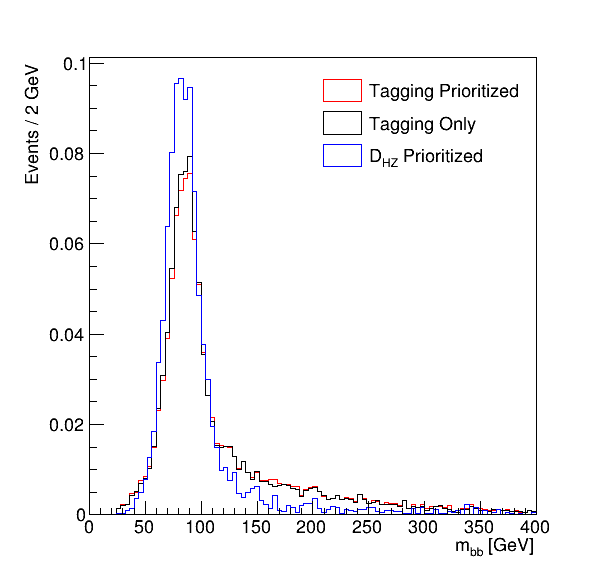 Events / 2 GeV
0.1
0.08
0.06
0.04
0.02
0
Tagging Prioritized
Tagging Only
D_HZ Prioritized
0 50 100 150 200 250 300 350 400
m_bb [GeV]